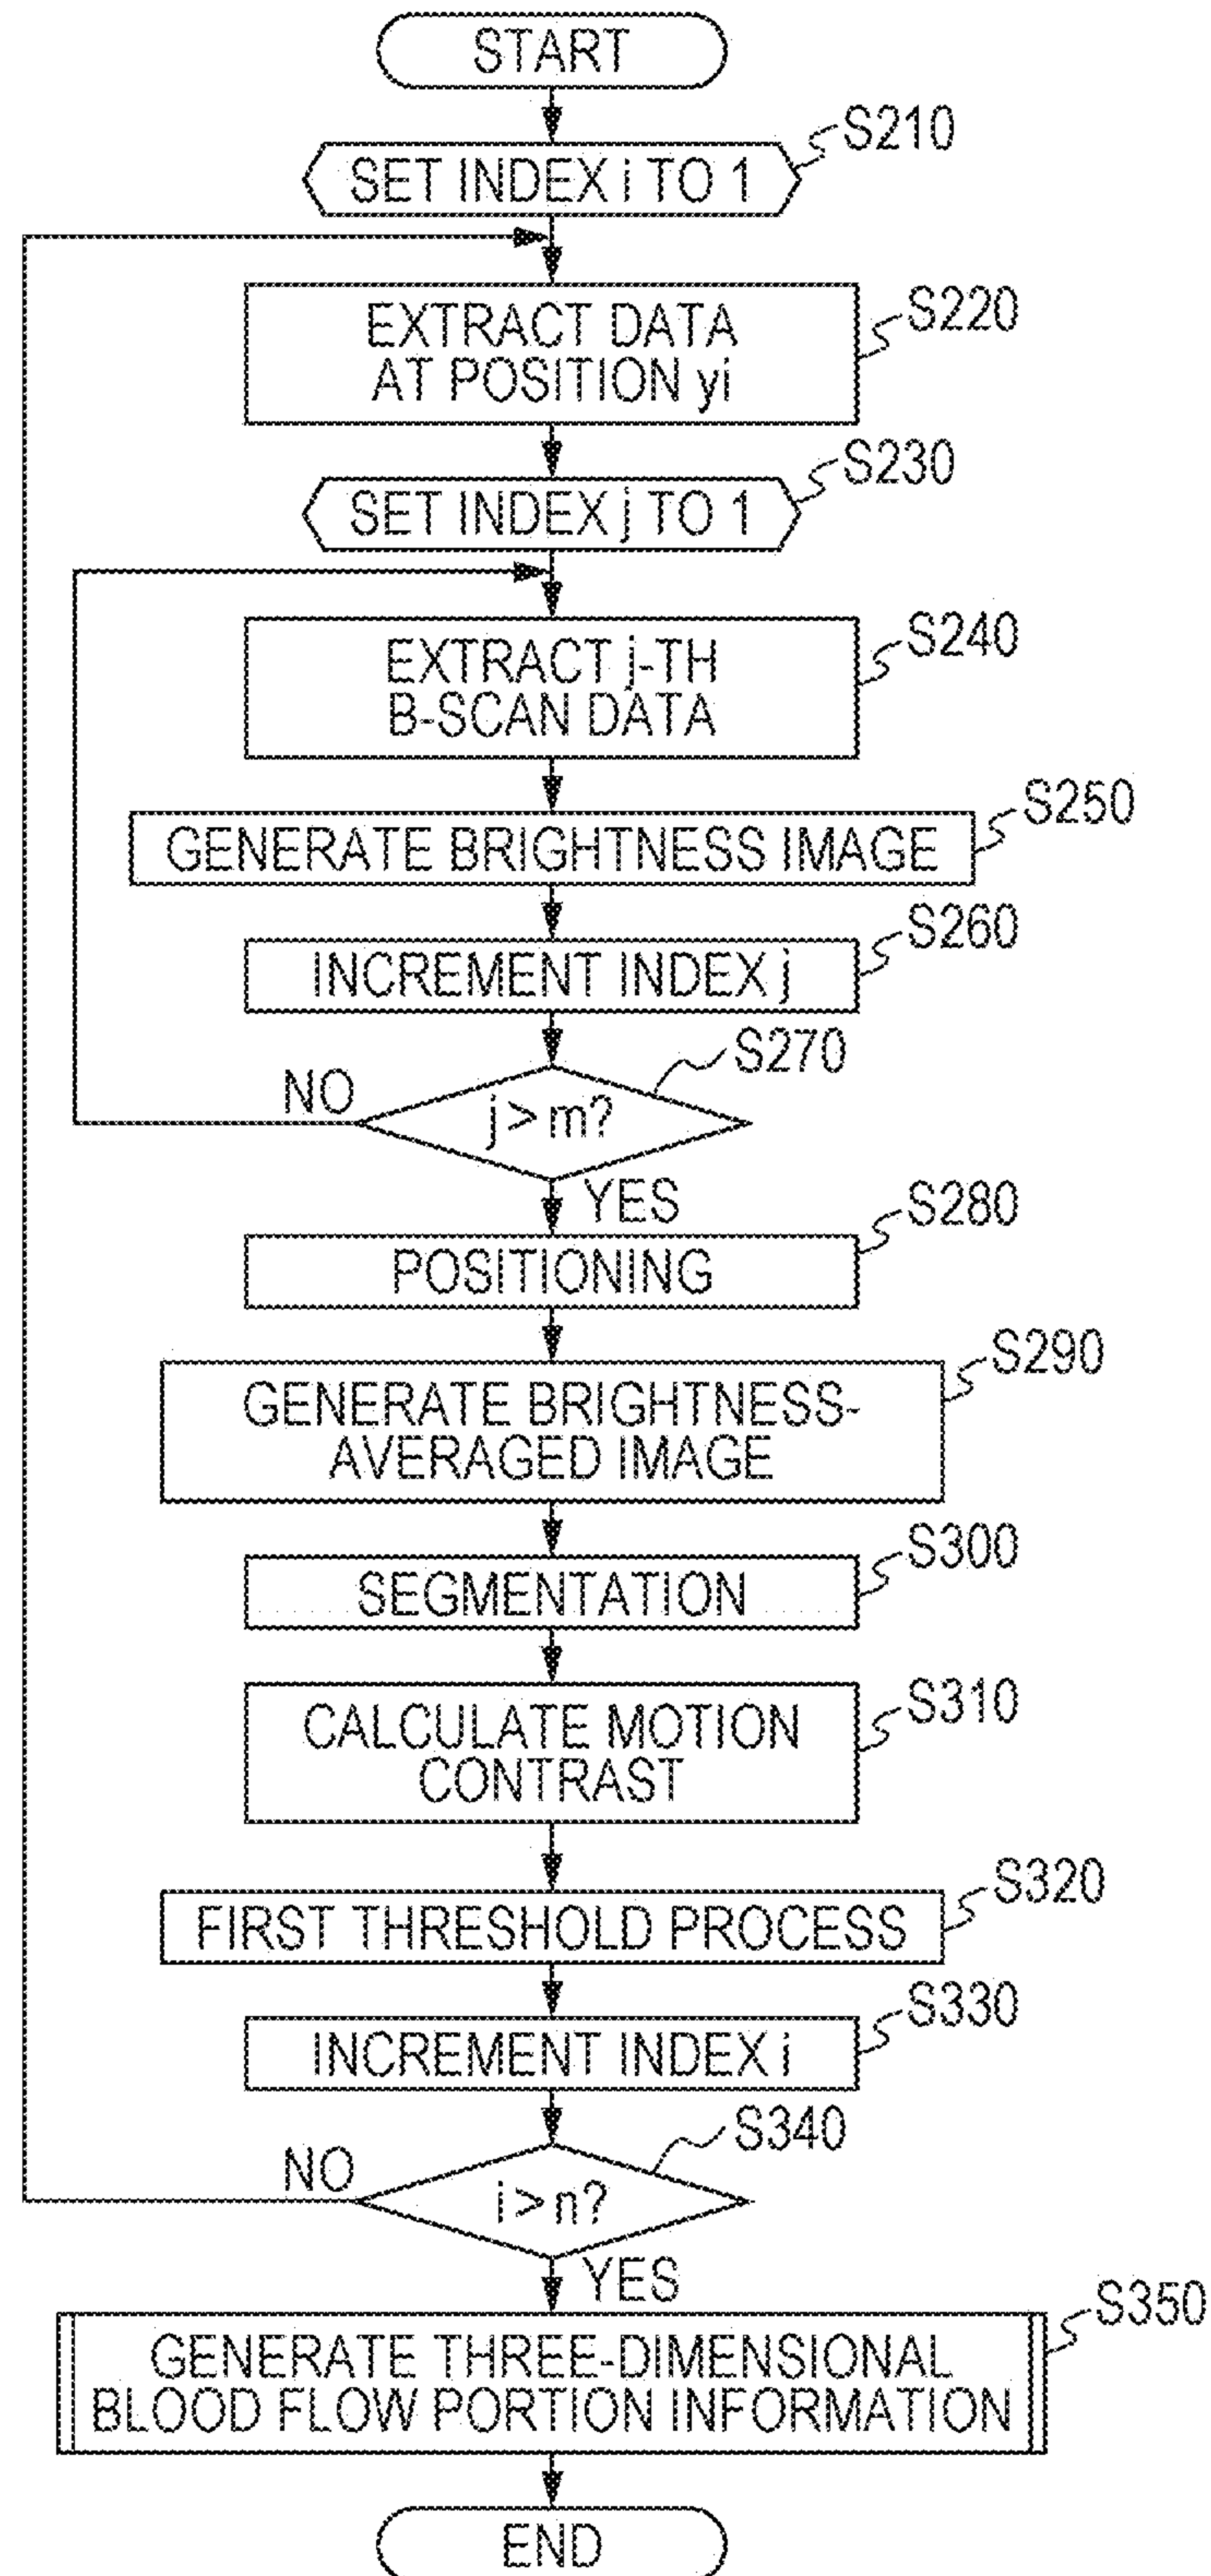 START
S210
SET INDEX i TO 1
S220
EXTRACT DATA
AT POSITION yi
S230
SET INDEX j TO 1
S240
EXTRACT j-TH
B-SCAN DATA
S250
GENERATE BRIGHTNESS IMAGE
S260
INCREMENT INDEX j
S270
NO
j > m?
YES
S280
POSITIONING
S290
GENERATE BRIGHTNESS-
AVERAGED IMAGE
S300
SEGMENTATION
S310
CALCULATE MOTION
CONTRAST
S320
FIRST THRESHOLD PROCESS
S330
INCREMENT INDEX i
S340
NO
i > n?
YES
S350
GENERATE THREE-DIMENSIONAL
BLOOD FLOW PORTION INFORMATION
END